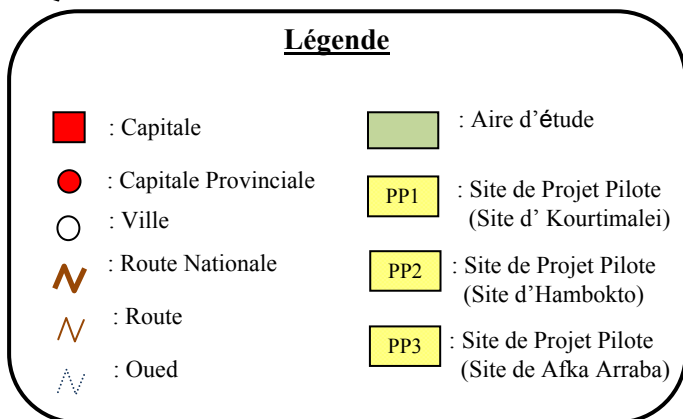 Légende
: Capitale
: Capitale Provinciale
: Ville
: Route Nationale
: Route
: Oued
: Aire d'étude
PP1 : Site de Projet Pilote
(Site d' Kourtimalei)
PP2 : Site de Projet Pilote
(Site d'Hambokto)
PP3 : Site de Projet Pilote
(Site de Afka Arraba)